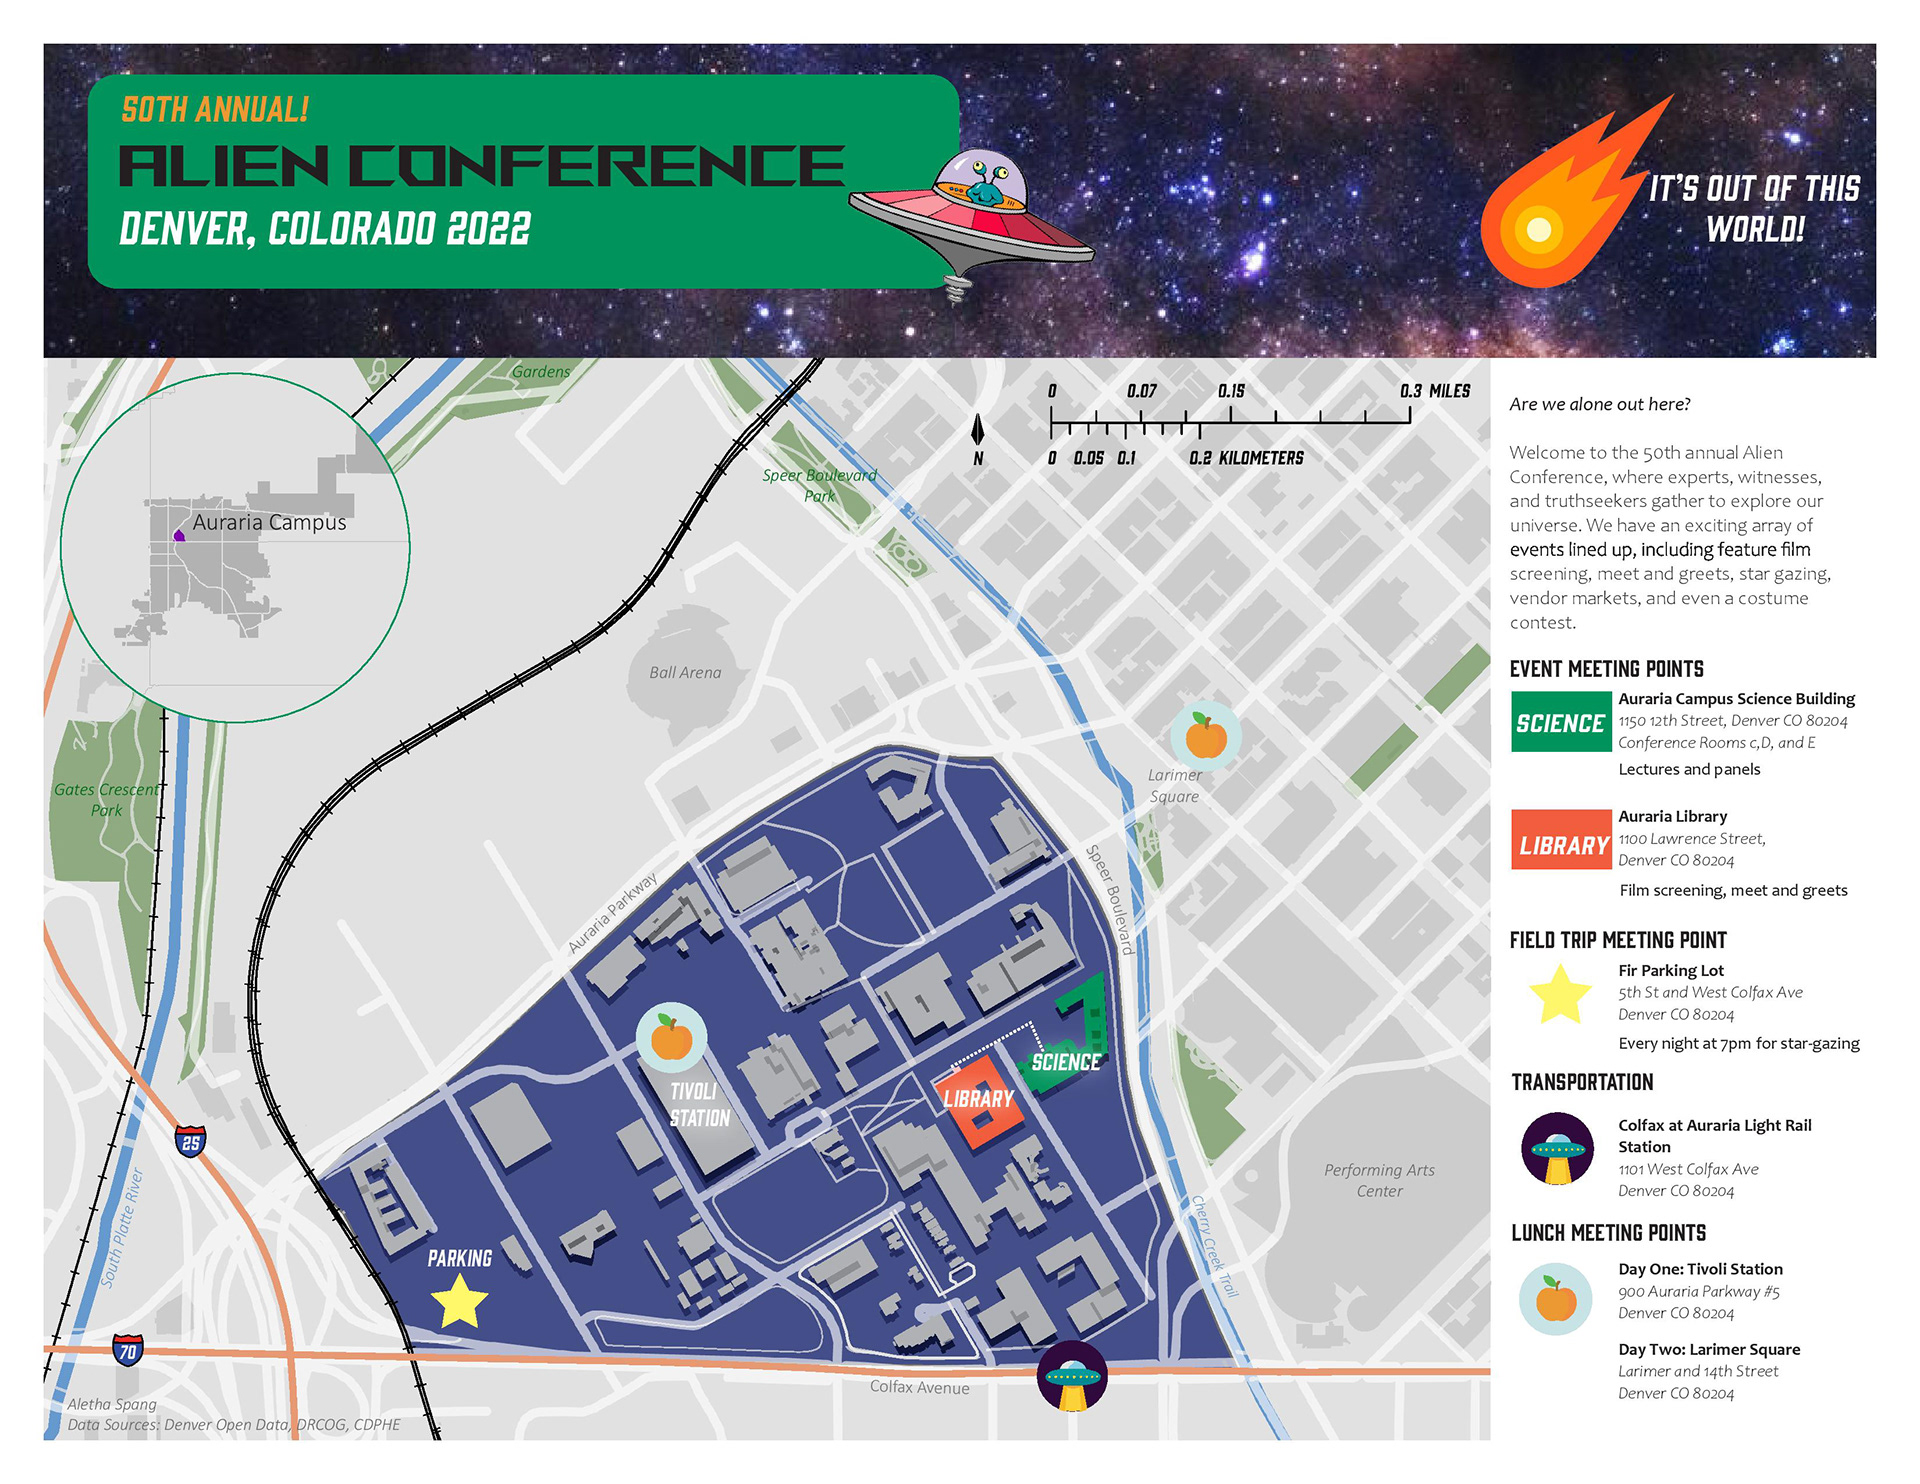 50TH ANNUAL!
ALIEN CONFERENCE
DENVER, COLORADO 2022
IT'S OUT OF THIS
WORLD!
Gardens
0 0.07 0.15 0.3 MILES
N
0 0.05 0.1 0.2 KILOMETERS
Speer Boulevard
Park
Auraria Campus
Ball Arena
Larimer
Square
Gates Crescent
Park
Auraria Parkway
Speer Boulevard
SCIENCE
LIBRARY
TIVOLI
STATION
25
Performing Arts
Center
South Platte River
Cherry Creek Trail
PARKING
70
Colfax Avenue
Aletha Spang
Data Sources: Denver Open Data, DRCOG, CDPHE
Are we alone out here?
Welcome to the 50th annual Alien
Conference, where experts, witnesses,
and truthseekers gather to explore our
universe. We have an exciting array of
events lined up, including feature film
screening, meet and greets, star gazing,
vendor markets, and even a costume
contest.
EVENT MEETING POINTS
SCIENCE
Auraria Campus Science Building
1150 12th Street, Denver CO 80204
Conference Rooms c,D, and E
Lectures and panels
LIBRARY
Auraria Library
1100 Lawrence Street,
Denver CO 80204
Film screening, meet and greets
FIELD TRIP MEETING POINT
Fir Parking Lot
5th St and West Colfax Ave
Denver CO 80204
Every night at 7pm for star-gazing
TRANSPORTATION
Colfax at Auraria Light Rail
Station
1101 West Colfax Ave
Denver CO 80204
LUNCH MEETING POINTS
Day One: Tivoli Station
900 Auraria Parkway #5
Denver CO 80204
Day Two: Larimer Square
Larimer and 14th Street
Denver CO 80204